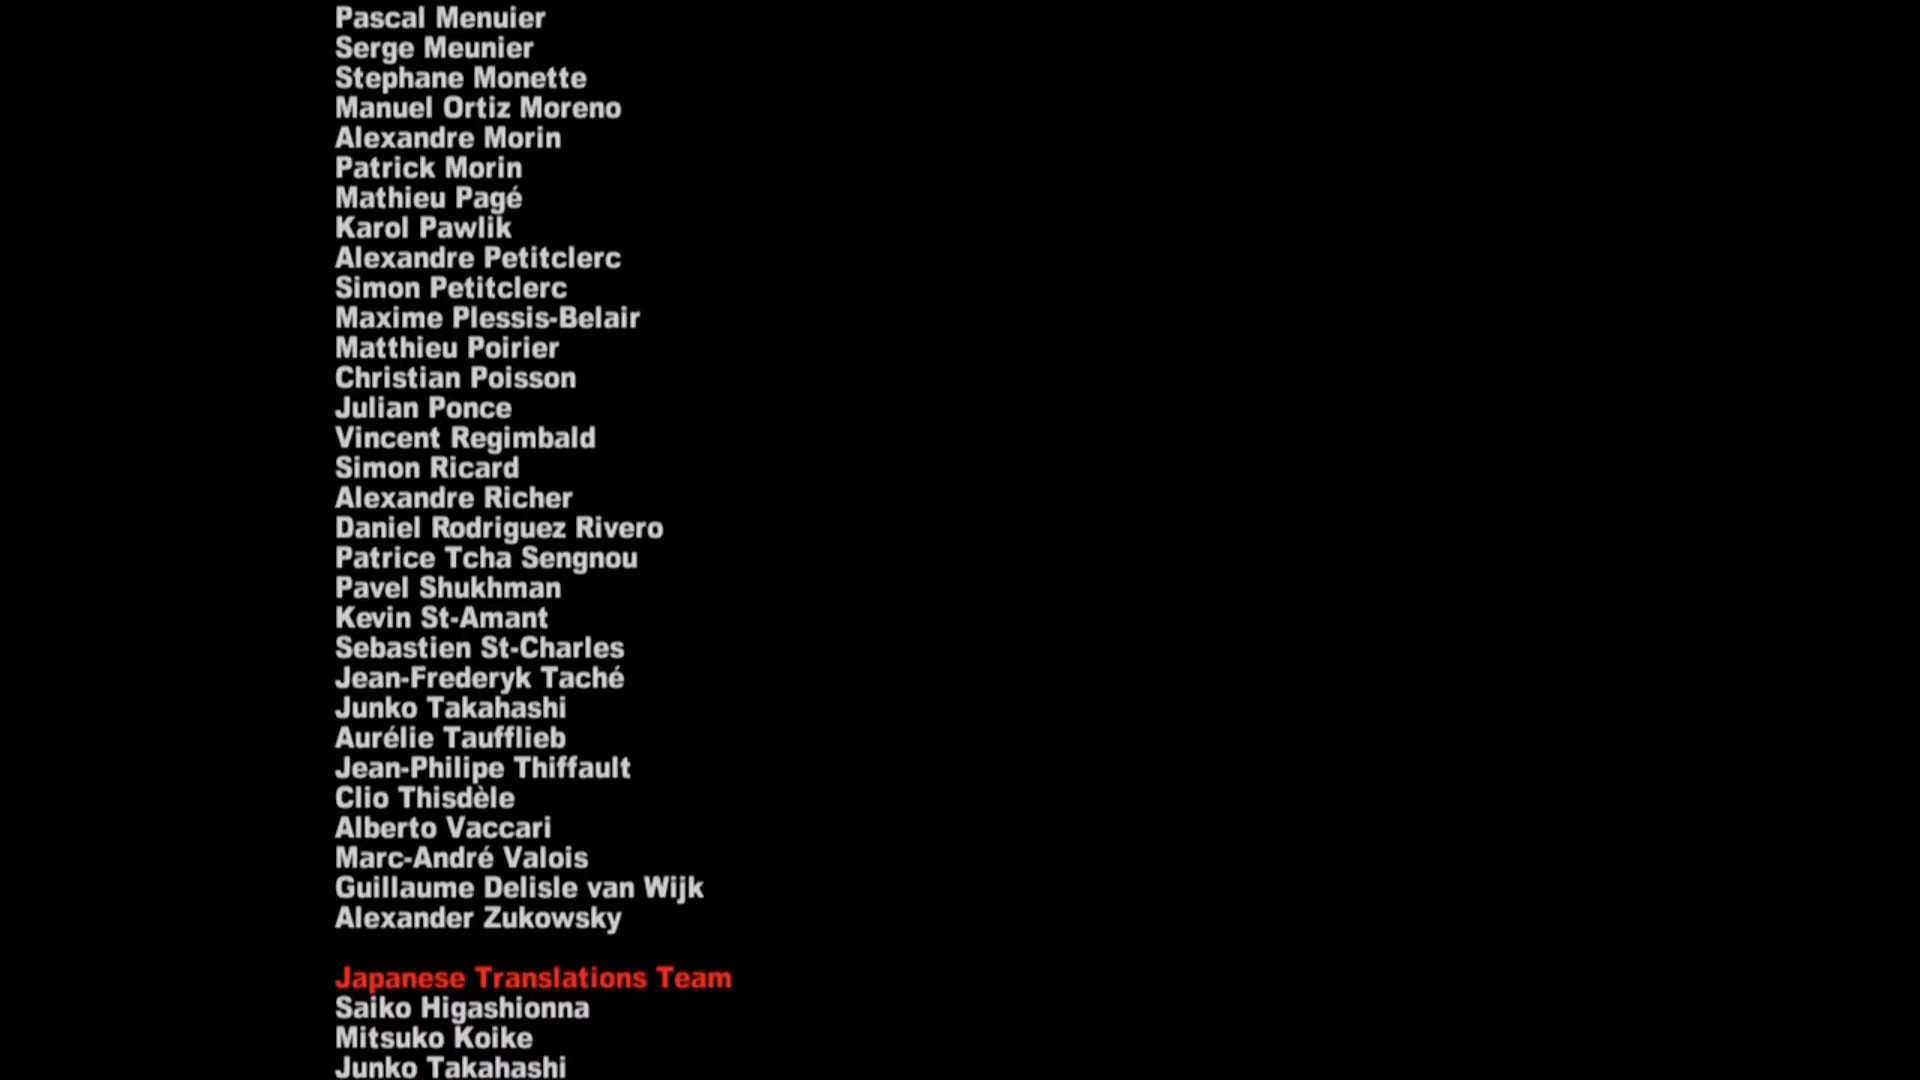 Pascal Menuier
Serge Meunier
Stephane Monette
Manuel Ortiz Moreno
Alexandre Morin
Patrick Morin
Mathieu Pagé
Karol Pawlik
Alexandre Petitclerc
Simon Petitclerc
Maxime Plessis-Belair
Matthieu Poirier
Christian Poisson
Julian Ponce
Vincent Regimbald
Simon Ricard
Alexandre Richer
Daniel Rodriguez Rivero
Patrice Tcha Sengnou
Pavel Shukhman
Kevin St-Amant
Sebastien St-Charles
Jean-Frederyk Taché
Junko Takahashi
Aurélie Taufflieb
Jean-Philipe Thiffault
Clio Thisdèle
Alberto Vaccari
Marc-André Valois
Guillaume Delisle van Wijk
Alexander Zukowsky
Japanese Translations Team
Saiko Higashionna
Mitsuko Koike
Junko Takahashi